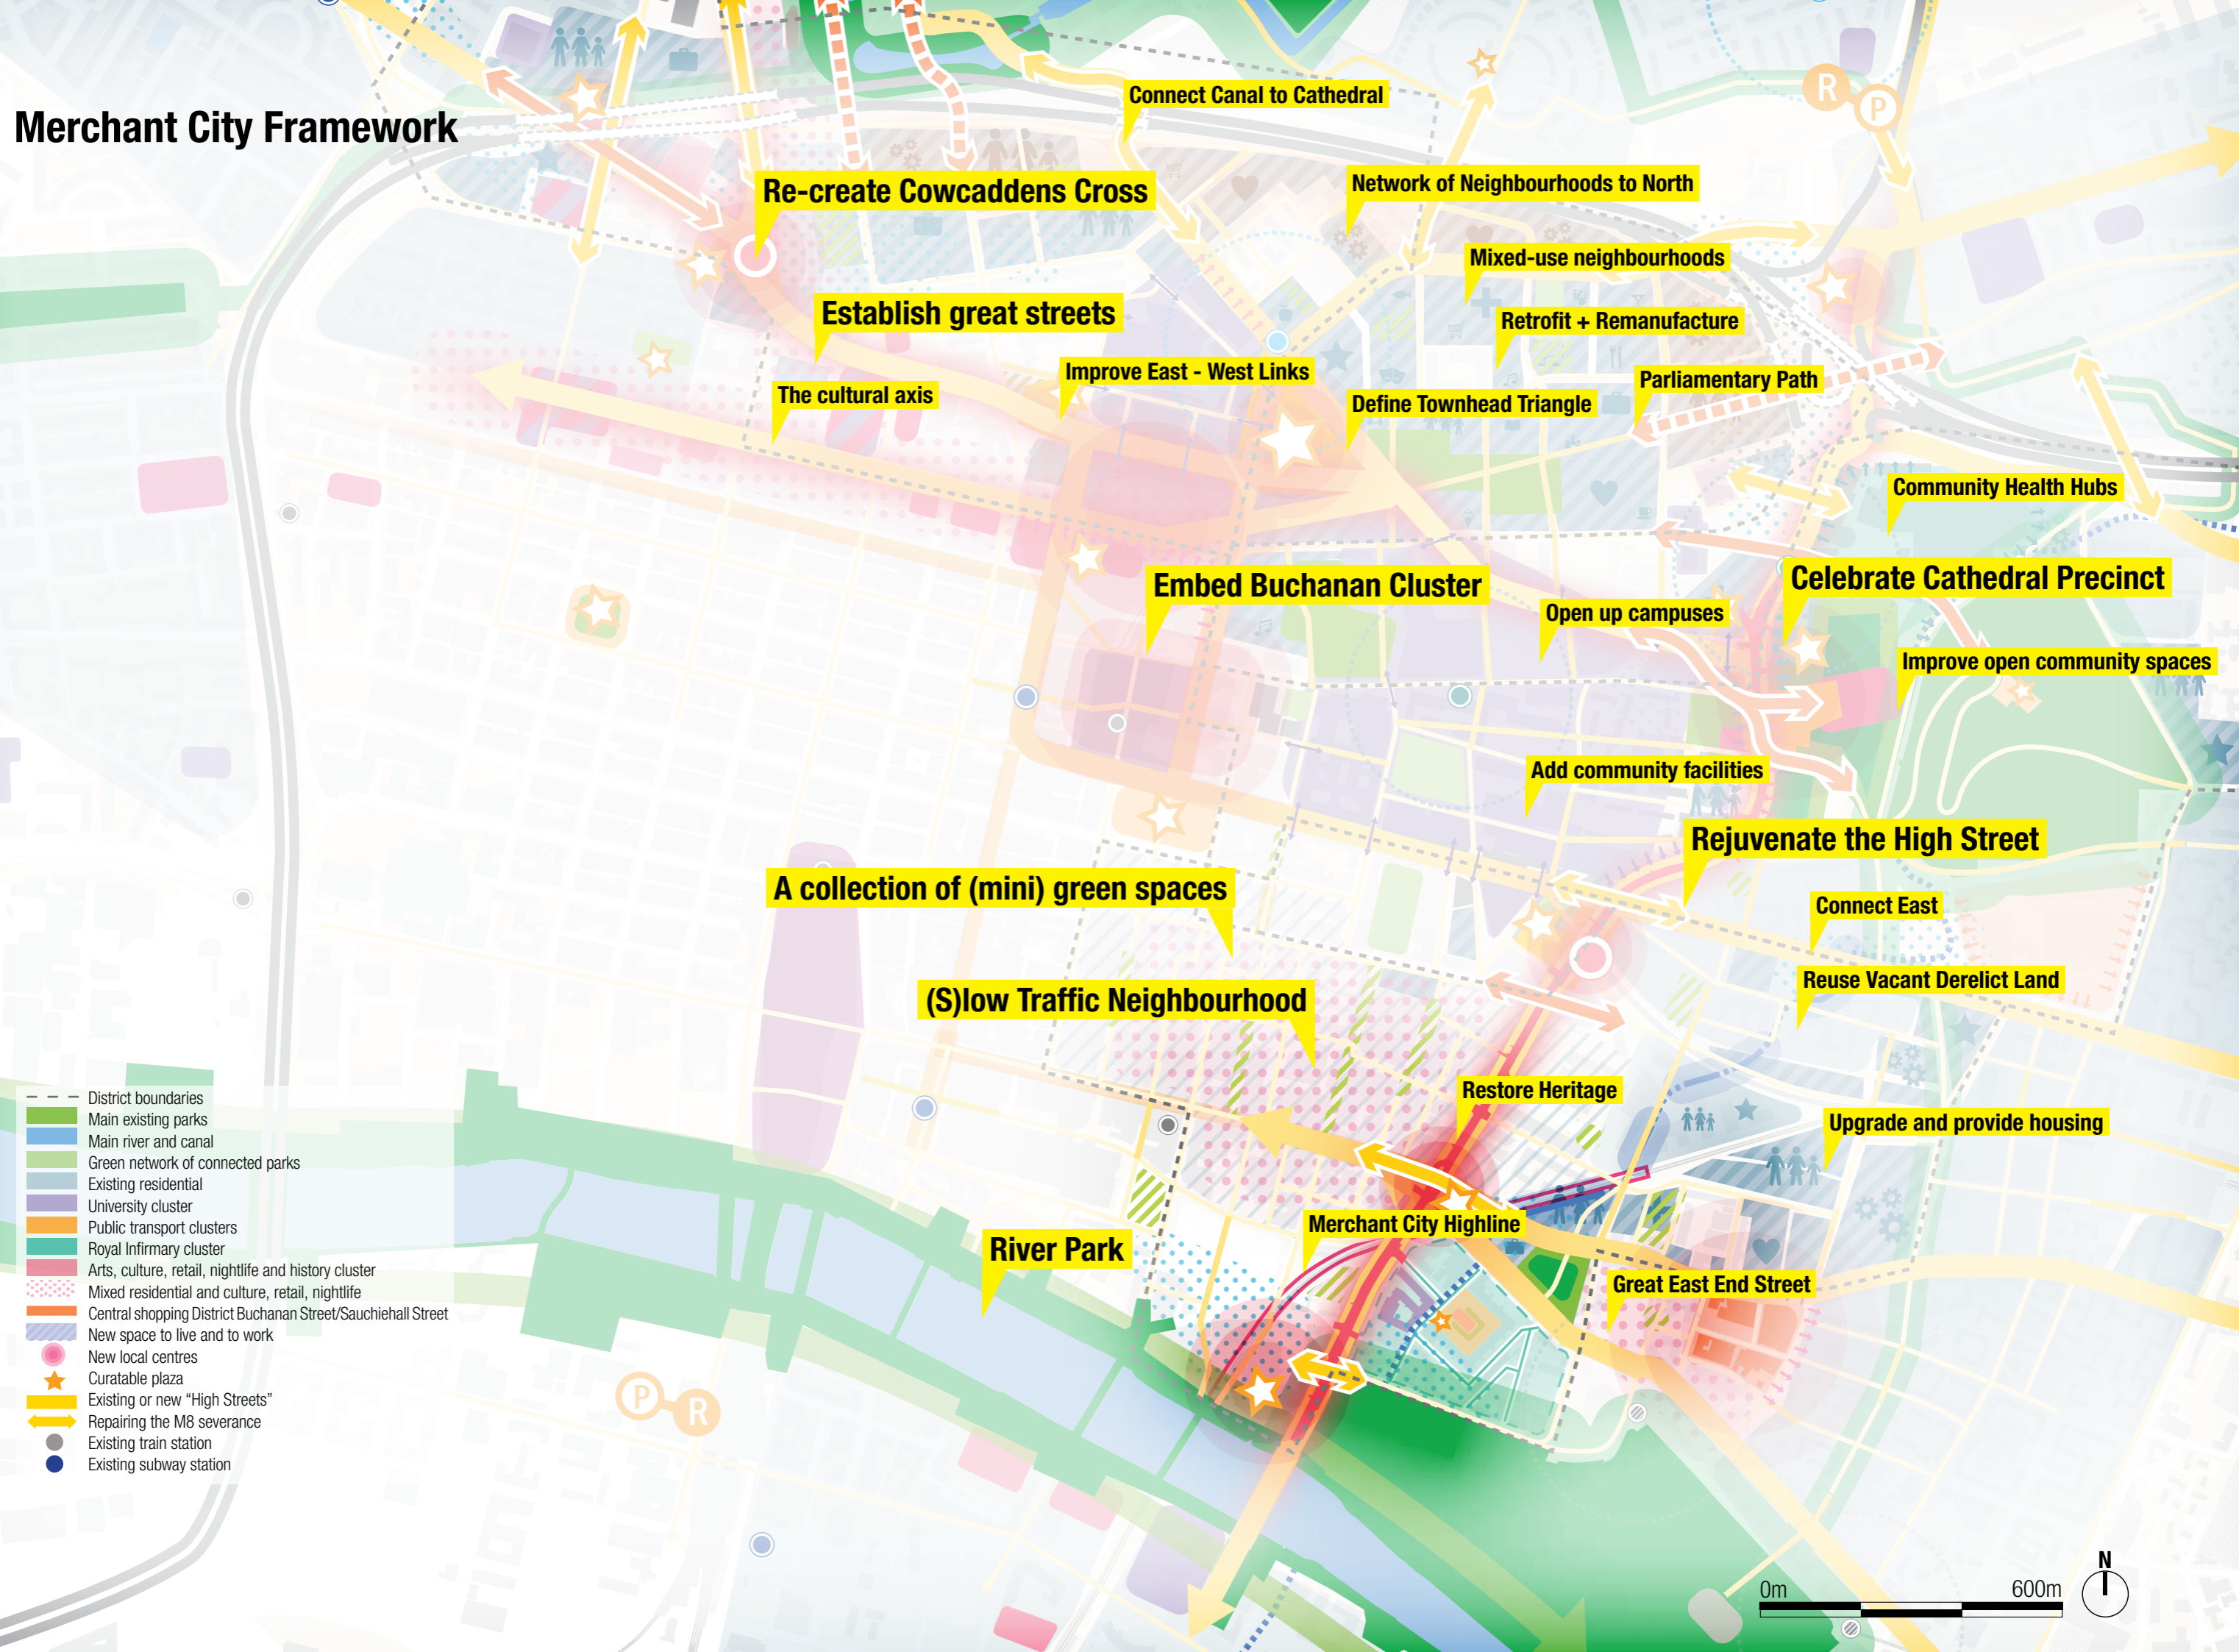 Merchant City Framework
Connect Canal to Cathedral
R
P
Re-create Cowcaddens Cross
Network of Neighbourhoods to North
Mixed-use neighbourhoods
Establish great streets
Retrofit + Remanufacture
Improve East - West Links
The cultural axis
Parliamentary Path
Define Townhead Triangle
Community Health Hubs
Embed Buchanan Cluster
Celebrate Cathedral Precinct
Open up campuses
Improve open community spaces
Add community facilities
Rejuvenate the High Street
A collection of (mini) green spaces
Connect East
(S)low Traffic Neighbourhood
Reuse Vacant Derelict Land
Restore Heritage
Upgrade and provide housing
Merchant City Highline
River Park
Great East End Street
P
R
District boundaries
Main existing parks
Main river and canal
Green network of connected parks
Existing residential
University cluster
Public transport clusters
Royal Infirmary cluster
Arts, culture, retail, nightlife and history cluster
Mixed residential and culture, retail, nightlife
Central shopping District Buchanan Street/Sauchiehall Street
New space to live and to work
New local centres
Curatable plaza
Existing or new “High Streets”
Repairing the M8 severance
Existing train station
Existing subway station
0m
600m
N